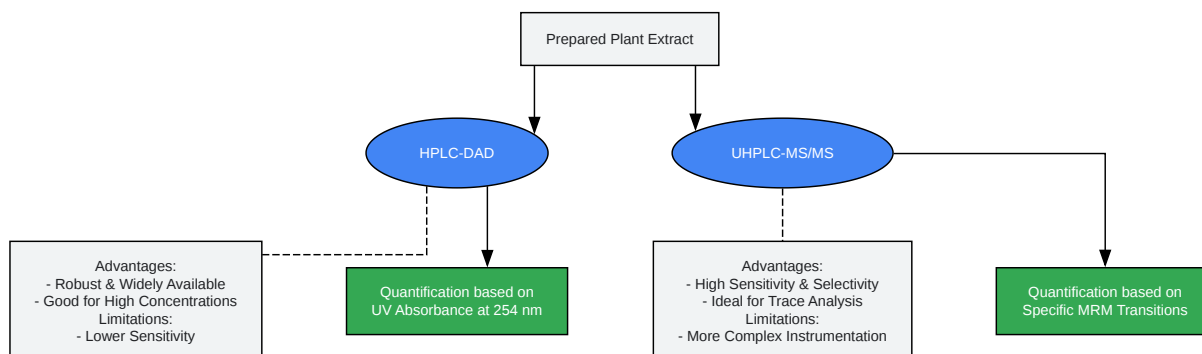 Prepared Plant Extract
HPLC-DAD
UHPLC-MS/MS
Advantages:
- Robust & Widely Available
- Good for High Concentrations
Limitations:
- Lower Sensitivity
Quantification based on
UV Absorbance at 254 nm
Advantages:
- High Sensitivity & Selectivity
- Ideal for Trace Analysis
Limitations:
- More Complex Instrumentation
Quantification based on
Specific MRM Transitions